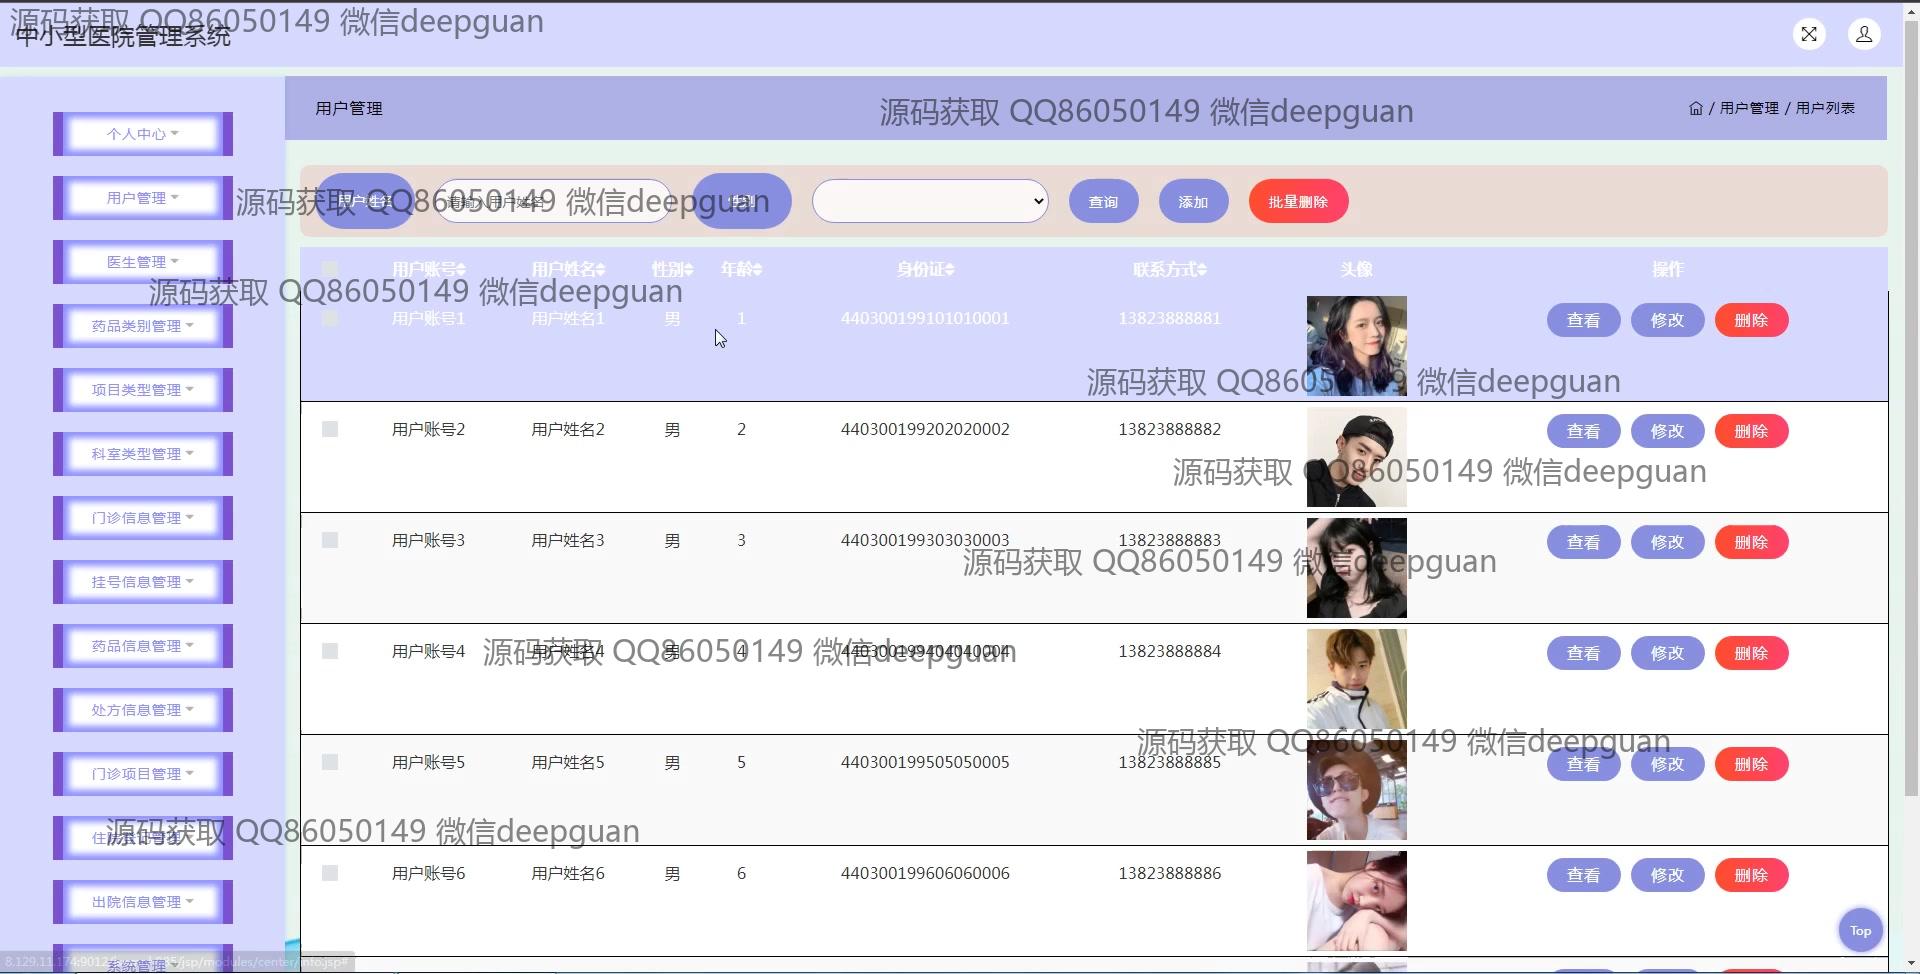 源码获取 QQ86050149 微信deepguan
中小型医院管理系统
用户管理
源码获取 QQ86050149 微信deepguan
/ 用户管理 / 用户列表
个人中心
用户管理
医生管理
药品类别管理
项目类型管理
科室类型管理
门诊信息管理
挂号信息管理
药品信息管理
处方信息管理
门诊项目管理
住院登记管理
出院信息管理
系统管理
源码获取 QQ86050149 微信deepguan
用户姓名 请输入用户姓名 性别 查询 添加 批量删除
用户账号 用户姓名 性别 年龄 身份证 联系方式 头像 操作
源码获取 QQ86050149 微信deepguan
用户账号1 用户姓名1 男 1 440300199101010001 13823888881 查看 修改 删除
源码获取 QQ86050149 微信deepguan
用户账号2 用户姓名2 男 2 440300199202020002 13823888882 查看 修改 删除
源码获取 QQ86050149 微信deepguan
用户账号3 用户姓名3 男 3 440300199303030003 13823888883 查看 修改 删除
源码获取 QQ86050149 微信deepguan
用户账号4 用户姓名4 男 4 440300199404040004 13823888884 查看 修改 删除
源码获取 QQ86050149 微信deepguan
源码获取 QQ86050149 微信deepguan
用户账号5 用户姓名5 男 5 440300199505050005 13823888885 查看 修改 删除
源码获取 QQ86050149 微信deepguan
用户账号6 用户姓名6 男 6 440300199606060006 13823888886 查看 修改 删除
Top